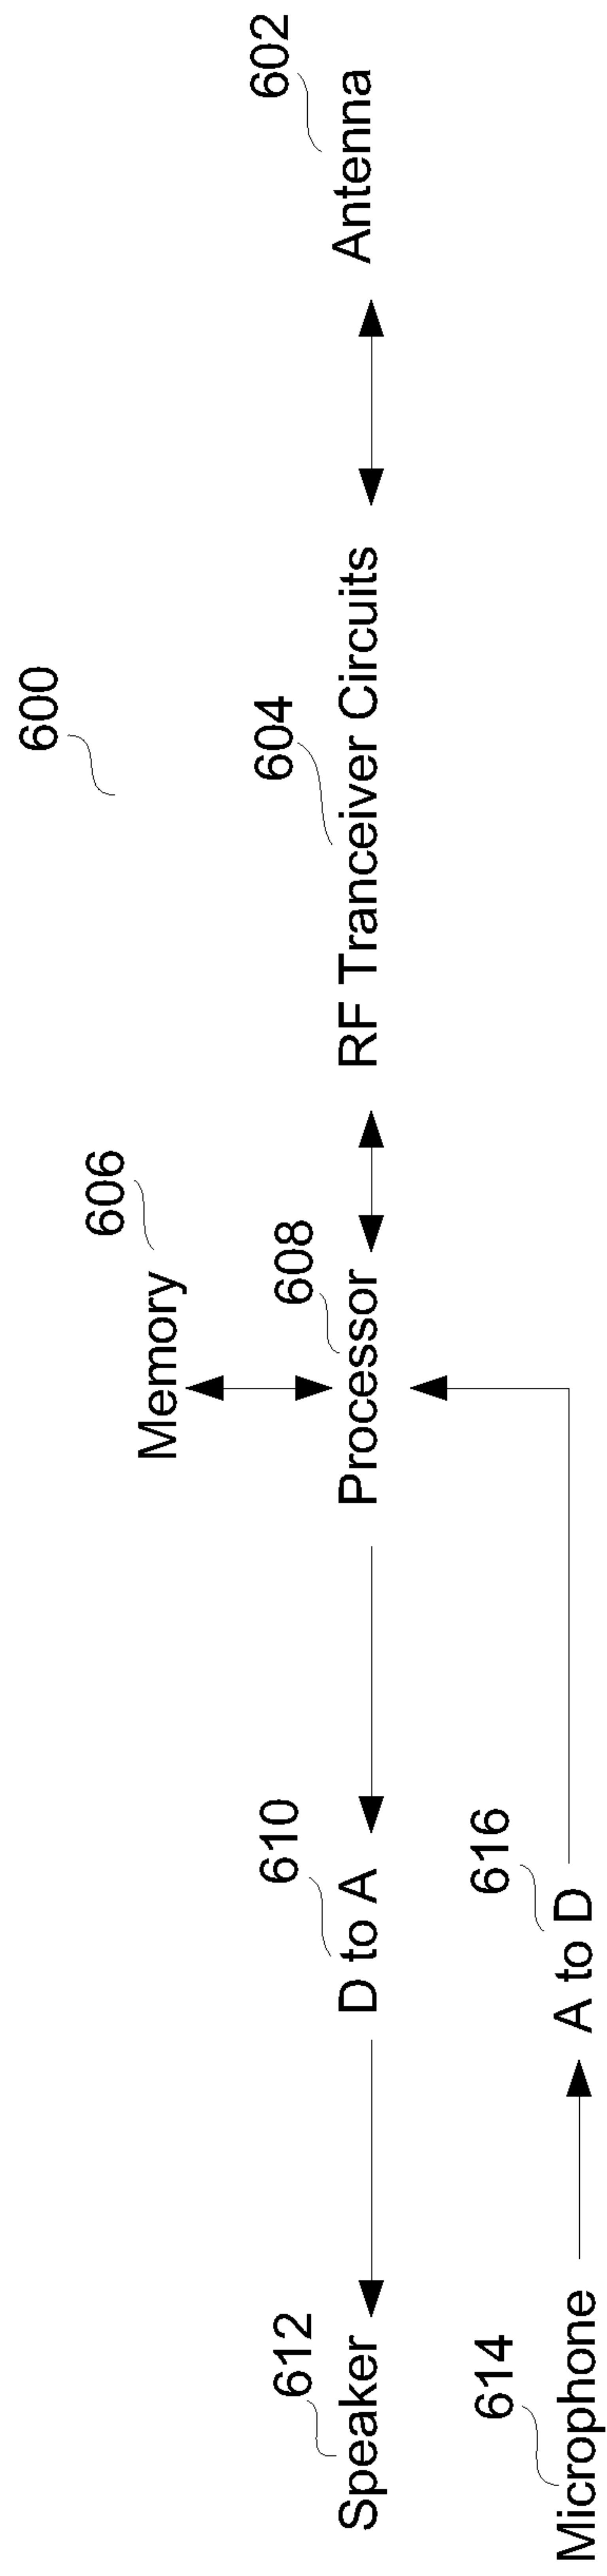 600
606
Memory
612
610
608
604
602
Speaker
D to A
Processor
RF Tranceiver Circuits
Antenna
614
616
Microphone
A to D